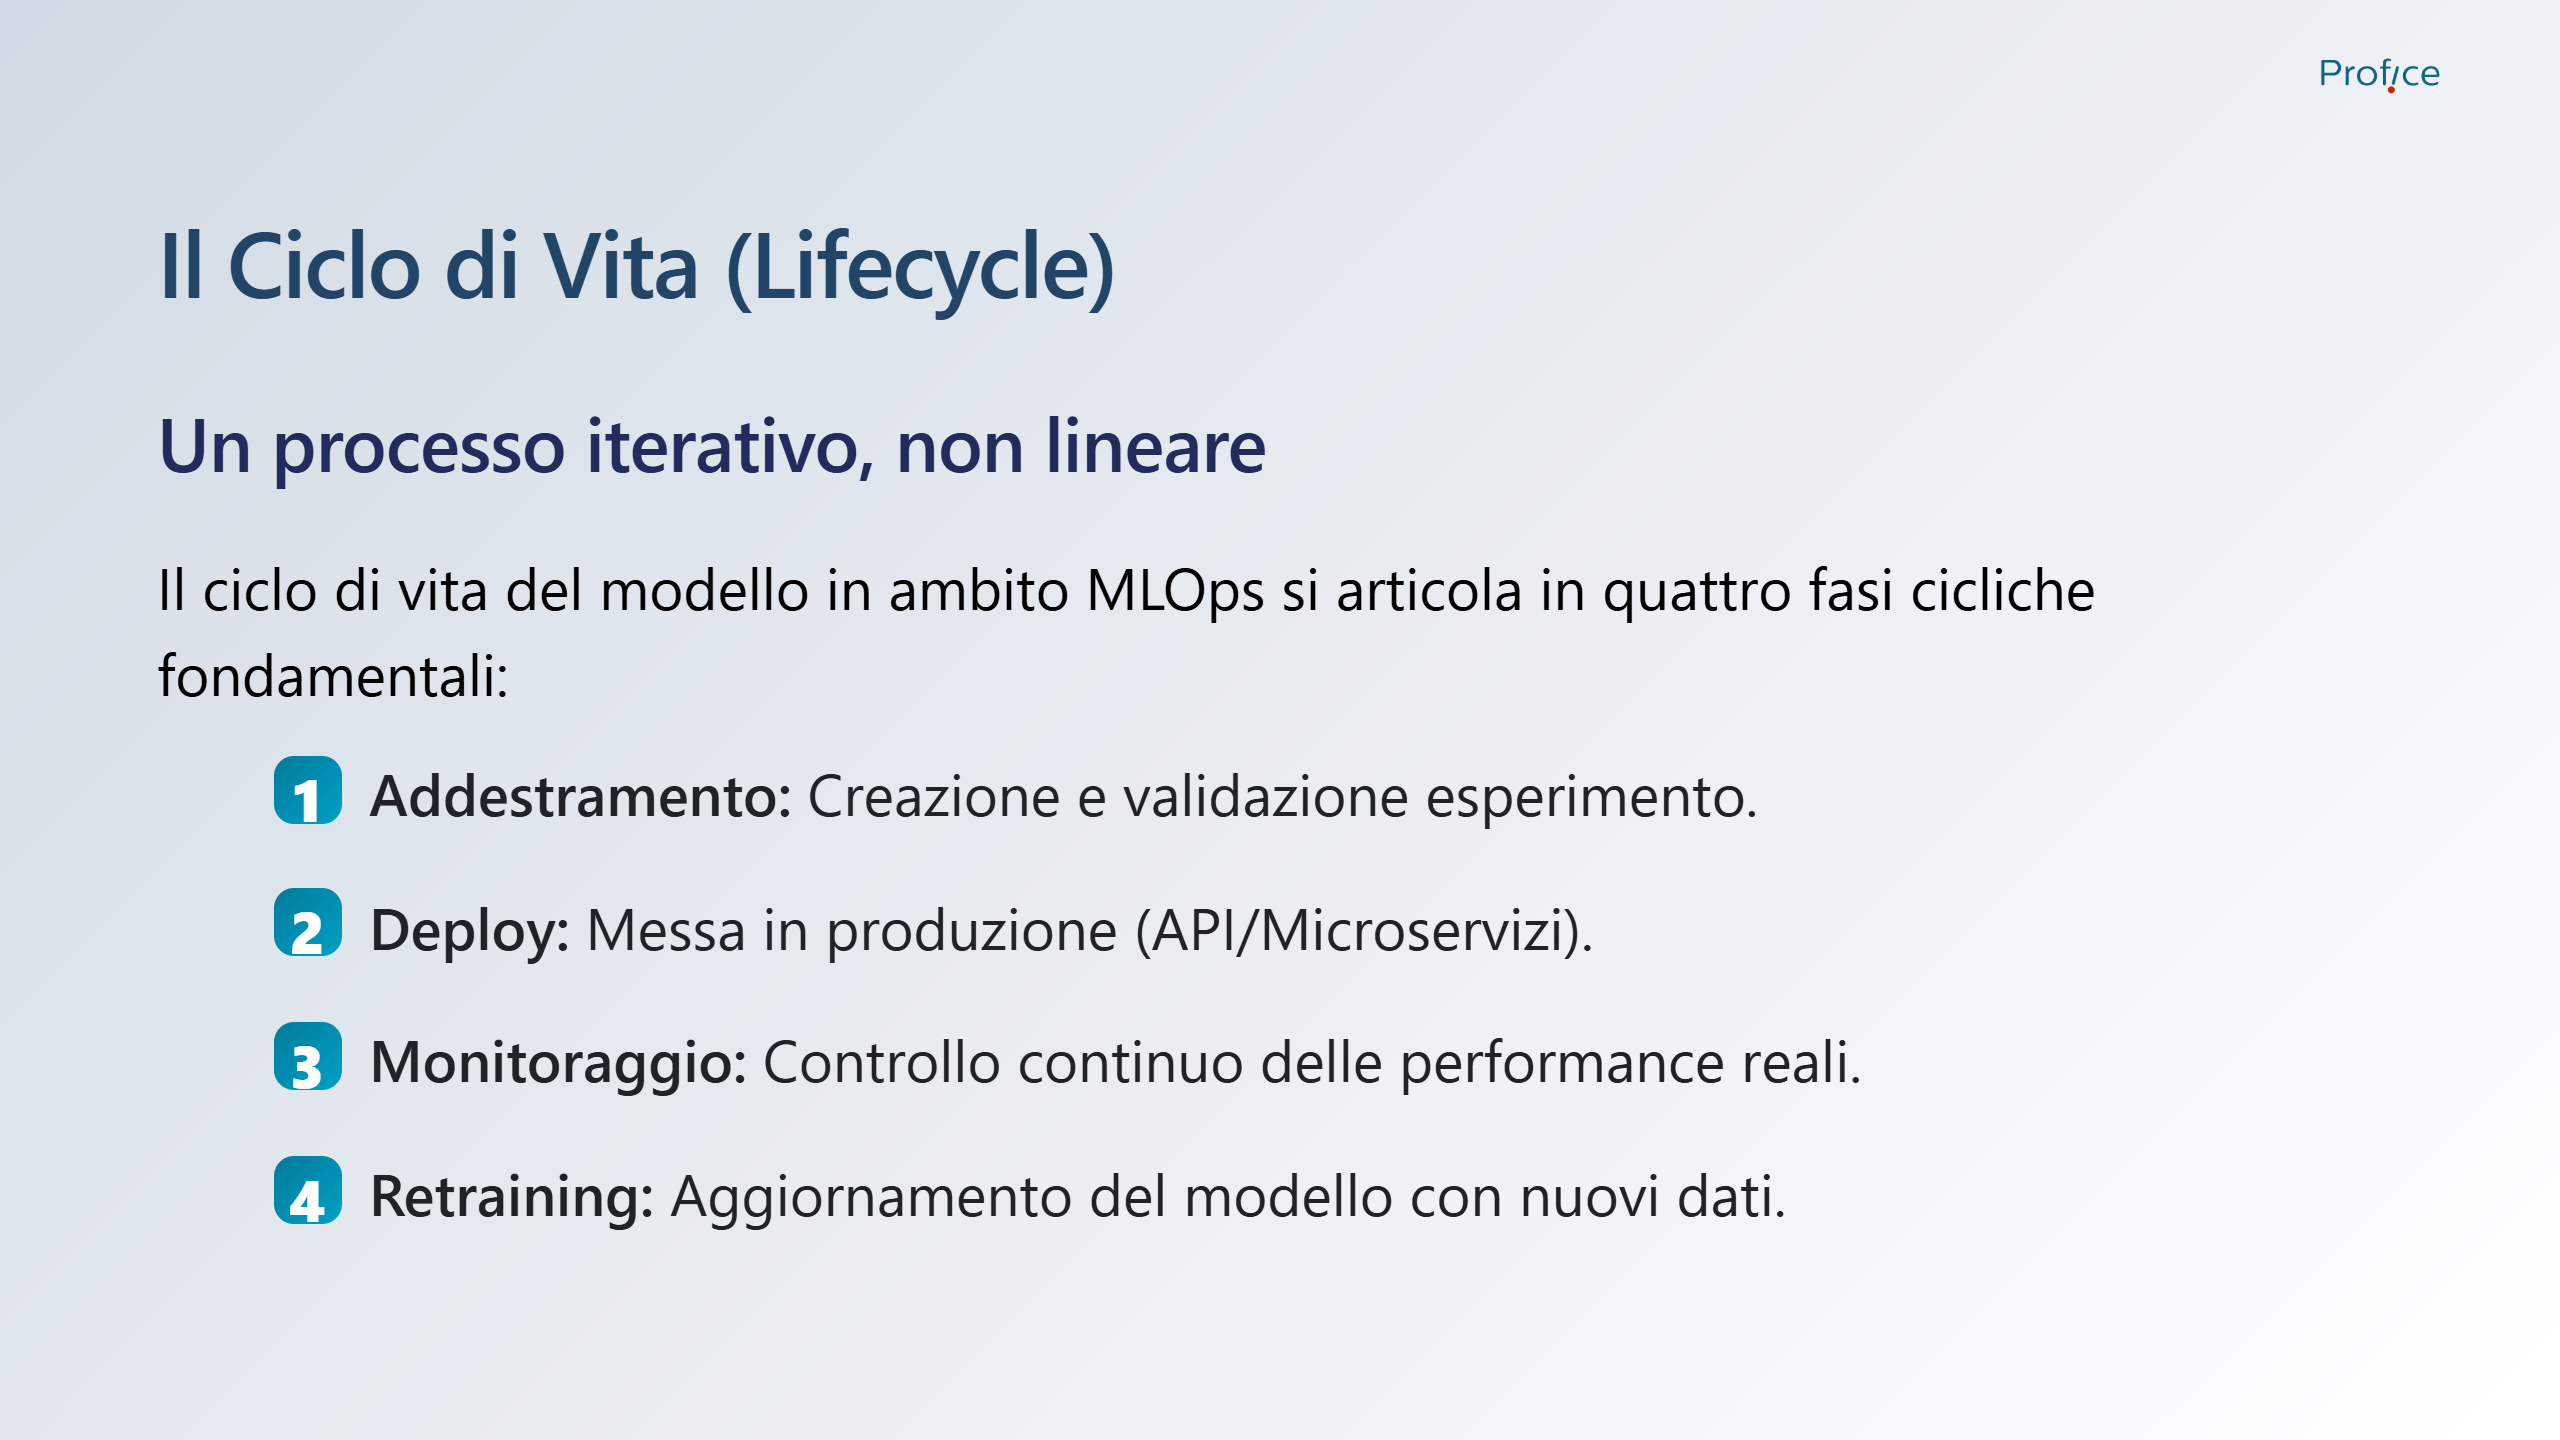 Profice
Il Ciclo di Vita (Lifecycle)
Un processo iterativo, non lineare
Il ciclo di vita del modello in ambito MLOps si articola in quattro fasi cicliche
fondamentali:
1 Addestramento: Creazione e validazione esperimento.
2 Deploy: Messa in produzione (API/Microservizi).
3 Monitoraggio: Controllo continuo delle performance reali.
4 Retraining: Aggiornamento del modello con nuovi dati.